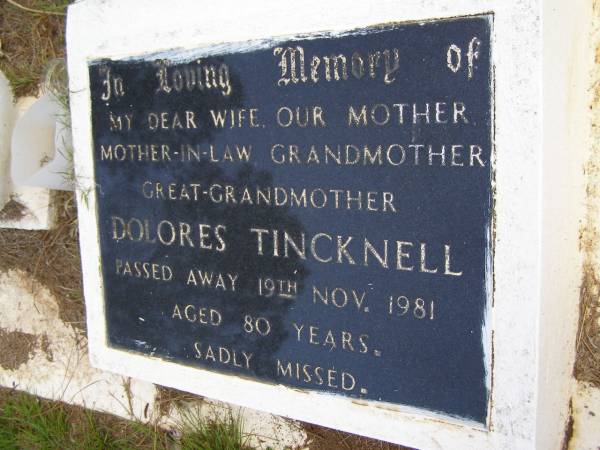 In Loving Memory of
MY DEAR WIFE, OUR MOTHER,
MOTHER-IN-LAW, GRANDMOTHER
GREAT-GRANDMOTHER
DOLORES TINCKNELL
PASSED AWAY 19TH NOV. 1981
AGED 80 YEARS.
SADLY MISSED.